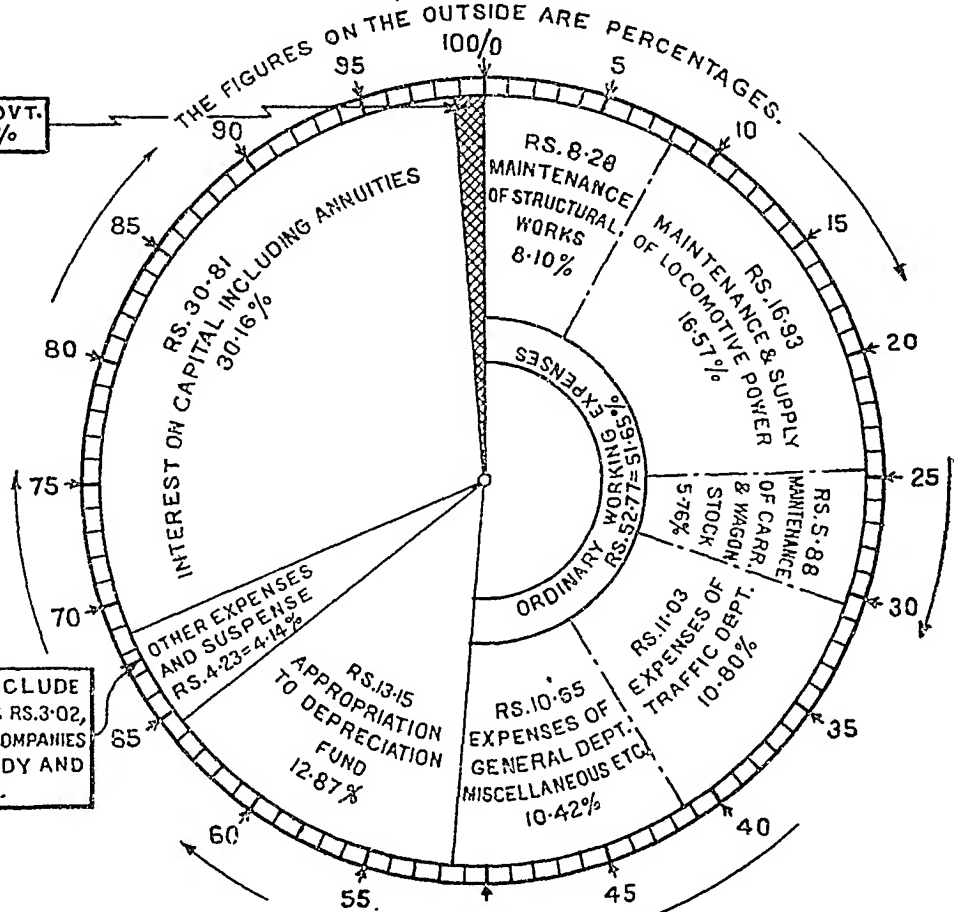 THE FIGURES ON THE OUTSIDE ARE PERCENTAGES.
100/0
5
10
15
20
25
30
35
40
45
55.
60
65
70
75
80
85
90
95
OVT.
%
RS. 8·28
MAINTENANCE
OF STRUCTURAL
WORKS
8·10%
RS.16·93
MAINTENANCE & SUPPLY
OF LOCOMOTIVE POWER
16·57%
RS.5·88
MAINTENANCE
OF CARR.
& WAGON
STOCK
5·76%
RS.11·03
EXPENSES OF
TRAFFIC DEPT.
10·80%
RS.10·65
EXPENSES OF
GENERAL DEPT.
MISCELLANEOUS ETC.
10·42%
RS.13·15
APPROPRIATION
TO DEPRECIATION
FUND
12·87%
OTHER EXPENSES
AND SUSPENSE
RS.4·23=4·14%
RS. 30·81
INTEREST ON CAPITAL INCLUDING ANNUITIES
30·16%
ORDINARY WORKING EXPENSES
RS.52·77=51·65%
CLUDE
RS.3·02,
OMPANIES
DY AND